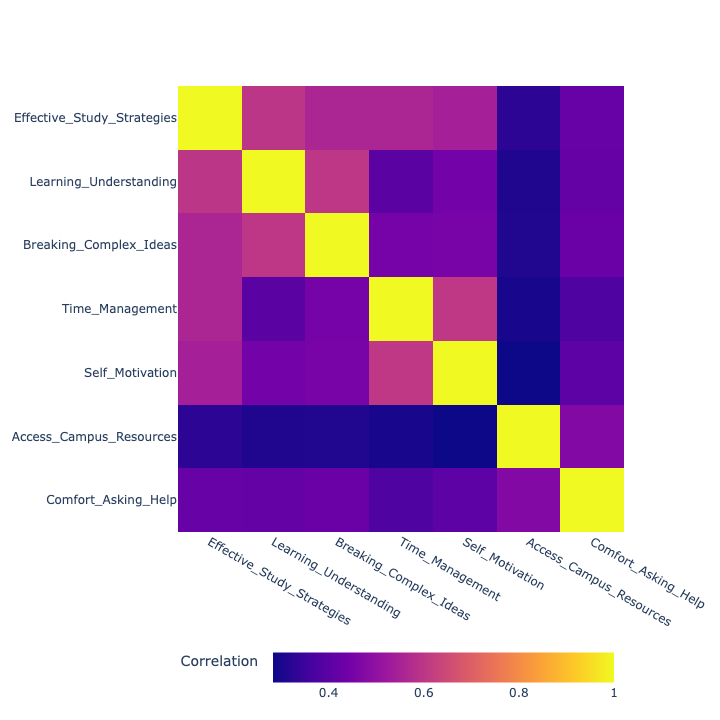 Effective_Study_Strategies
Learning_Understanding
Breaking_Complex_Ideas
Time_Management
Self_Motivation
Access_Campus_Resources
Comfort_Asking_Help
Effective_Study_Strategies
Learning_Understanding
Breaking_Complex_Ideas
Time_Management
Self_Motivation
Access_Campus_Resources
Comfort_Asking_Help
Correlation
0.4 0.6 0.8 1